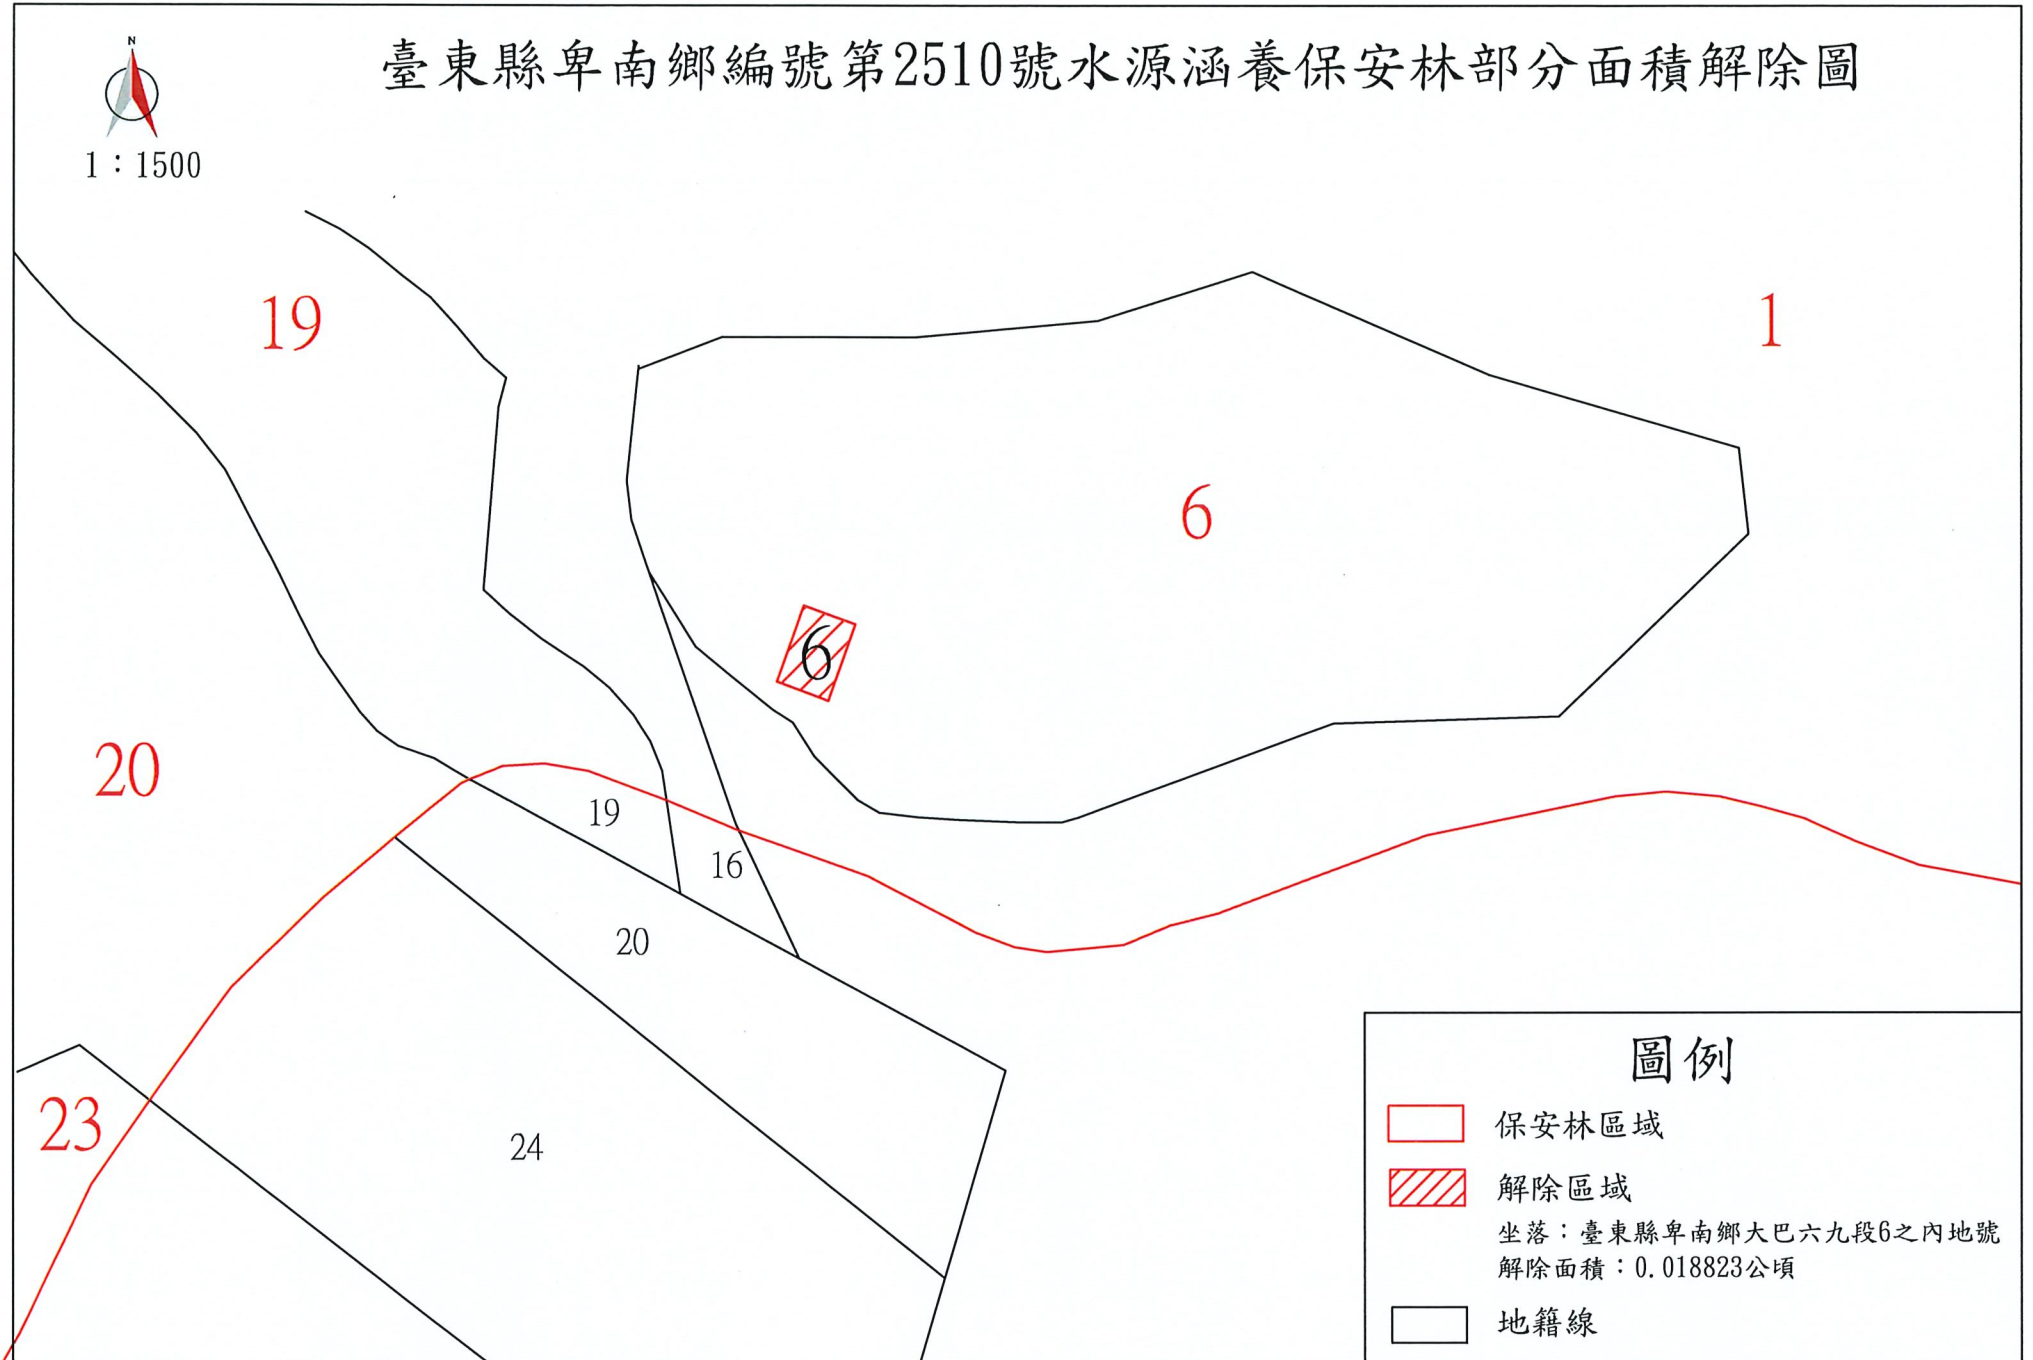 臺東縣卑南鄉編號第2510號水源涵養保安林部分面積解除圖
N
1：1500
19
1
6
6
20
19
16
20
23
24
圖例
保安林區域
解除區域
坐落：臺東縣卑南鄉大巴六九段6之內地號
解除面積：0.018823公頃
地籍線